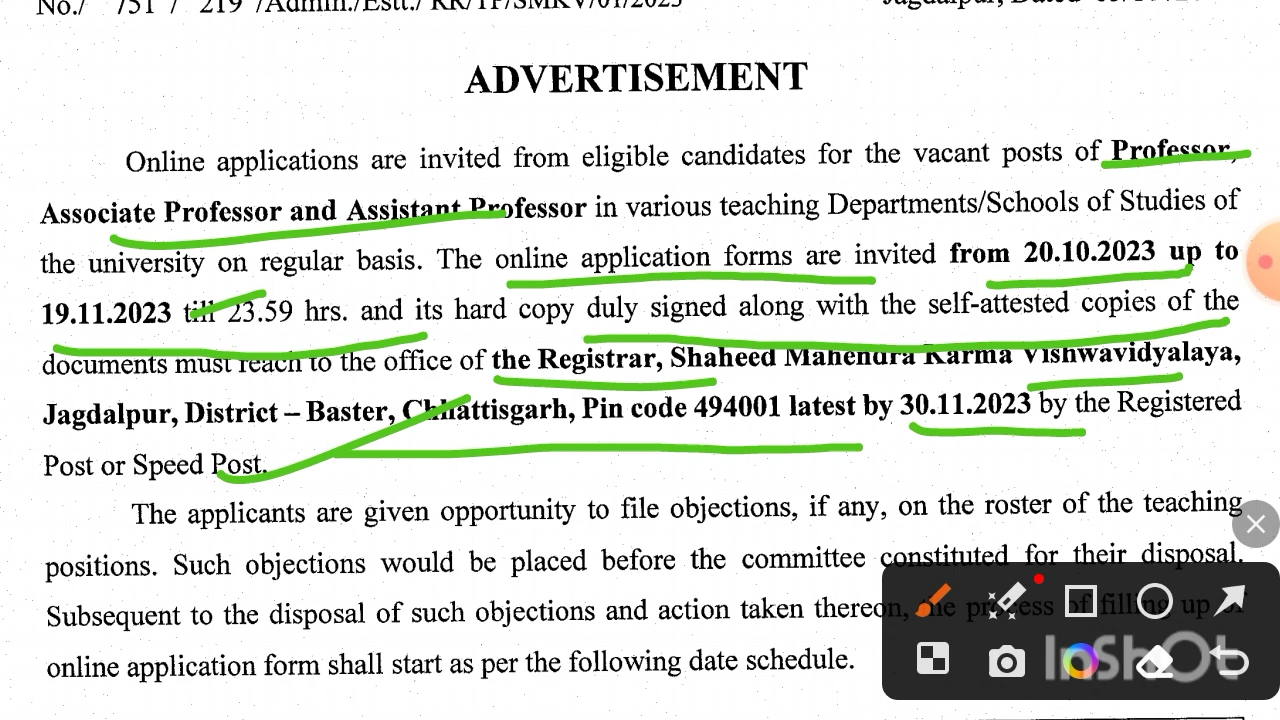 No./ 751 / 219 /Admin./Estt./ RR/TP/SMKV/01/2023 Jagdalpur, Dated
ADVERTISEMENT
Online applications are invited from eligible candidates for the vacant posts of Professor,
Associate Professor and Assistant Professor in various teaching Departments/Schools of Studies of
the university on regular basis. The online application forms are invited from 20.10.2023 up to
19.11.2023 till 23.59 hrs. and its hard copy duly signed along with the self-attested copies of the
documents must reach to the office of the Registrar, Shaheed Mahendra Karma Vishwavidyalaya,
Jagdalpur, District – Baster, Chhattisgarh, Pin code 494001 latest by 30.11.2023 by the Registered
Post or Speed Post.
The applicants are given opportunity to file objections, if any, on the roster of the teaching
positions. Such objections would be placed before the committee constituted for their disposal.
Subsequent to the disposal of such objections and action taken thereon, the process of filling up of
online application form shall start as per the following date schedule.
InShOt